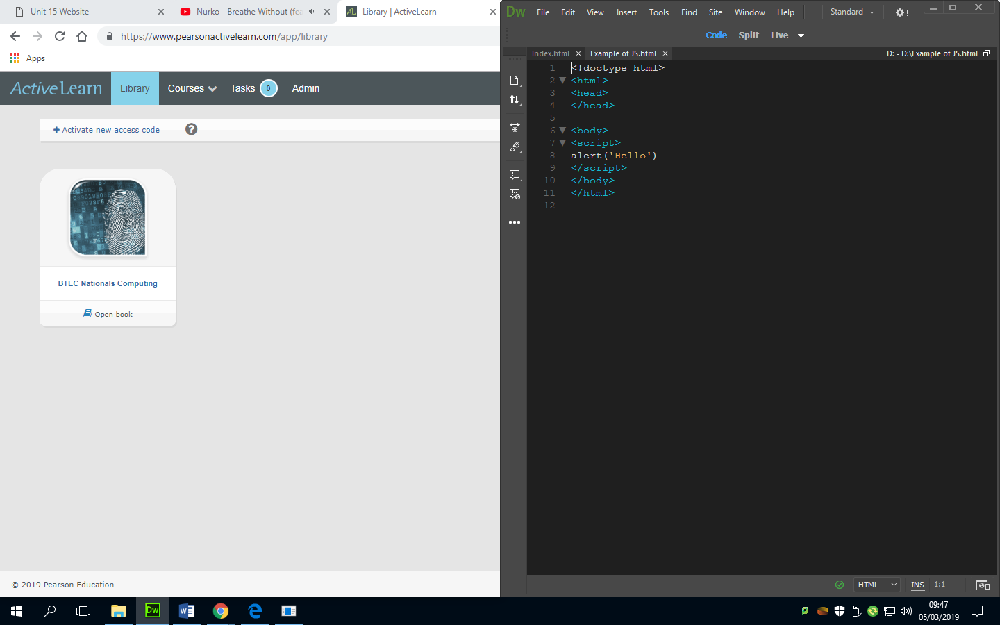 Unit 15 Website
Nurko - Breathe Without (fea
Library | ActiveLearn
https://www.pearsonactivelearn.com/app/library
Apps
ActiveLearn
Library
Courses
Tasks
0
Admin
Activate new access code
?
BTEC Nationals Computing
Open book
© 2019 Pearson Education
Dw
File
Edit
View
Insert
Tools
Find
Site
Window
Help
Standard
!
Code
Split
Live
Index.html
Example of JS.html
D: - D:\Example of JS.html
1 <!doctype html>
2 <html>
3 <head>
4 </head>
5
6 <body>
7 <script>
8 alert('Hello')
9 </script>
10 </body>
11 </html>
12
HTML
INS
1:1
Dw
09:47
05/03/2019